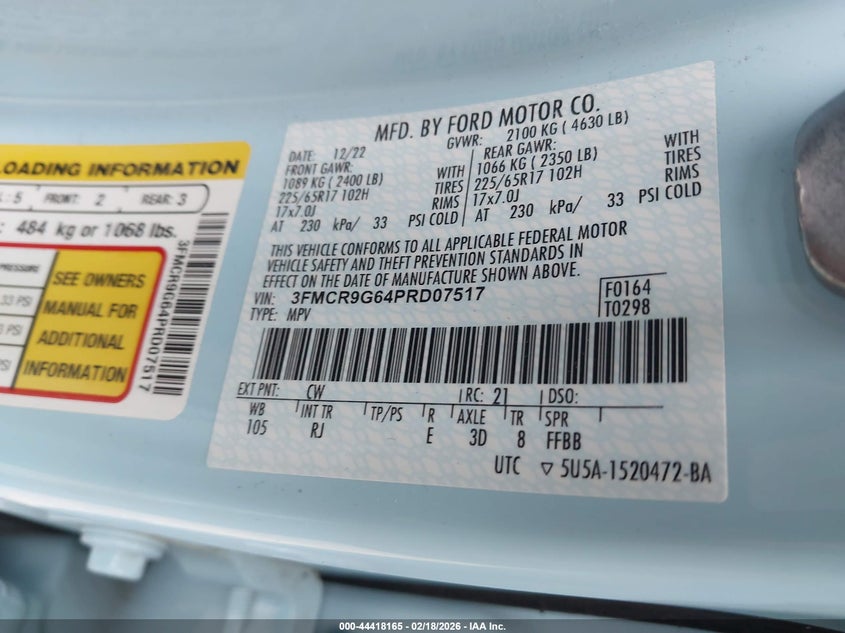 MFD. BY FORD MOTOR CO.
DATE: 12/22 GVWR: 2100 KG ( 4630 LB)
FRONT GAWR: REAR GAWR:
1089 KG ( 2400 LB) WITH 1066 KG ( 2350 LB) WITH
225/65R17 102H TIRES 225/65R17 102H TIRES
17x7.0J RIMS 17x7.0J RIMS
AT 230 kPa/ 33 PSI COLD AT 230 kPa/ 33 PSI COLD
THIS VEHICLE CONFORMS TO ALL APPLICABLE FEDERAL MOTOR
VEHICLE SAFETY AND THEFT PREVENTION STANDARDS IN
EFFECT ON THE DATE OF MANUFACTURE SHOWN ABOVE.
VIN: 3FMCR9G64PRD07517 F0164
TYPE: MPV T0298
EXT PNT: CW RC: 21 DSO:
WB INT TR TP/PS R AXLE TR SPR
105 RJ E 3D 8 FFBB
UTC ▽ 5U5A-1520472-BA
LOADING INFORMATION
: 5 FRONT: 2 REAR: 3
484 kg or 1068 lbs.
PRESSURE
33 PSI
PSI
PSI
SEE OWNERS
MANUAL FOR
ADDITIONAL
INFORMATION
3FMCR9G64PRD07517
000-44418165 - 02/18/2026 - IAA Inc.